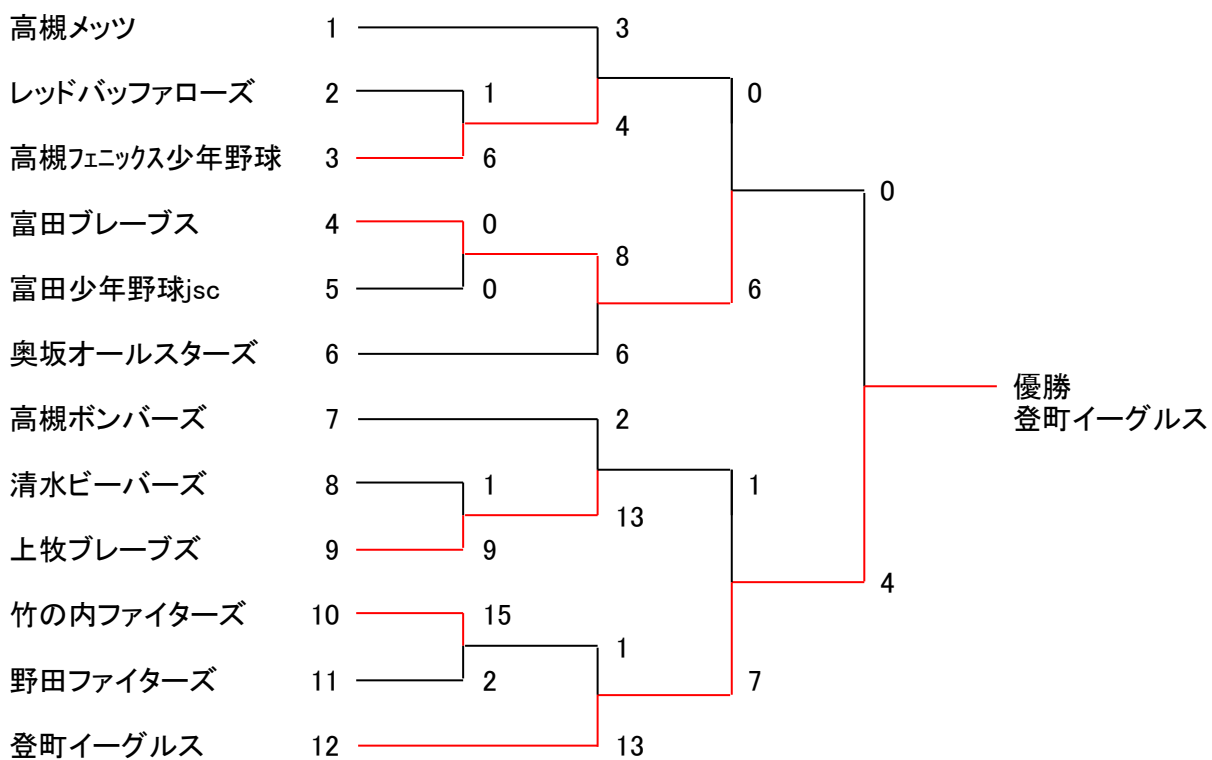 高槻メッツ 1 3
レッドバッファローズ 2 1 0
4
高槻フェニックス少年野球 3 6
富田ブレーブス 4 0 0
8
富田少年野球jsc 5 0 6
奥坂オールスターズ 6 6
優勝
高槻ボンバーズ 7 2 登町イーグルス
清水ビーバーズ 8 1 1
13
上牧ブレーブズ 9 9
4
竹の内ファイターズ 10 15
1
野田ファイターズ 11 2 7
登町イーグルス 12 13